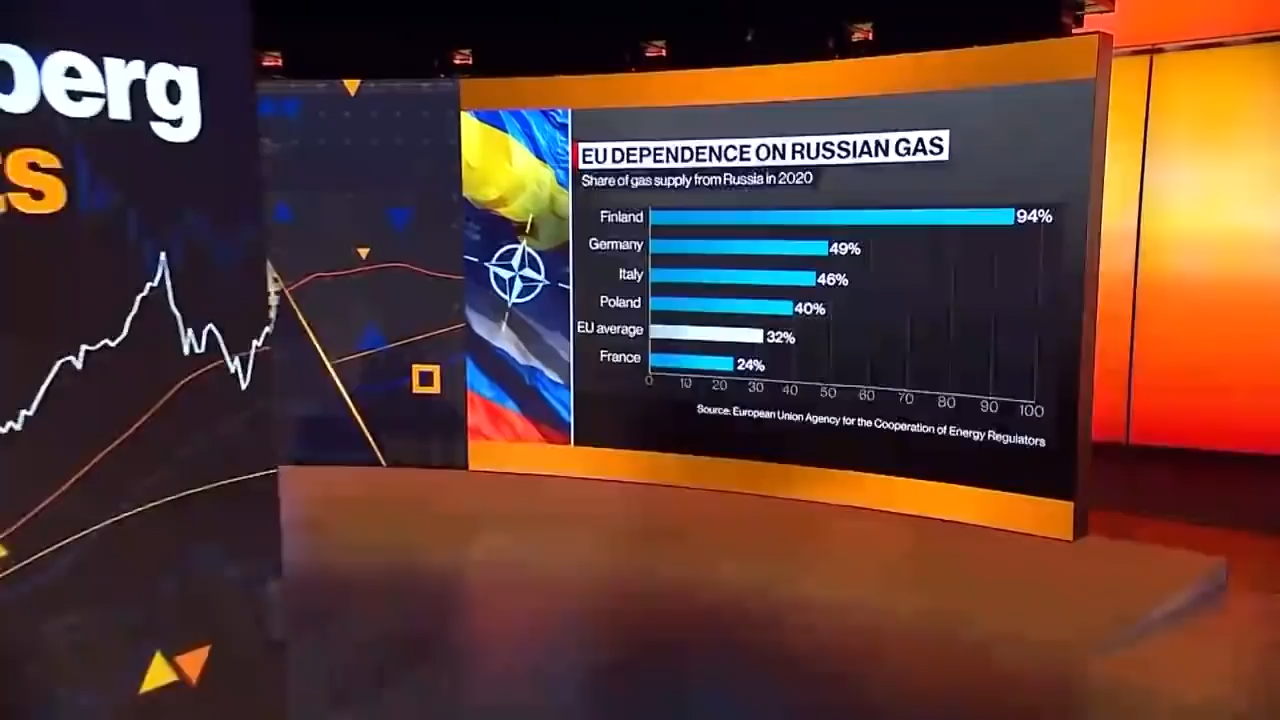 berg
ts
EU DEPENDENCE ON RUSSIAN GAS
Share of gas supply from Russia in 2020
Finland 94%
Germany 49%
Italy 46%
Poland 40%
EU average 32%
France 24%
0 10 20 30 40 50 60 70 80 90 100
Source: European Union Agency for the Cooperation of Energy Regulators